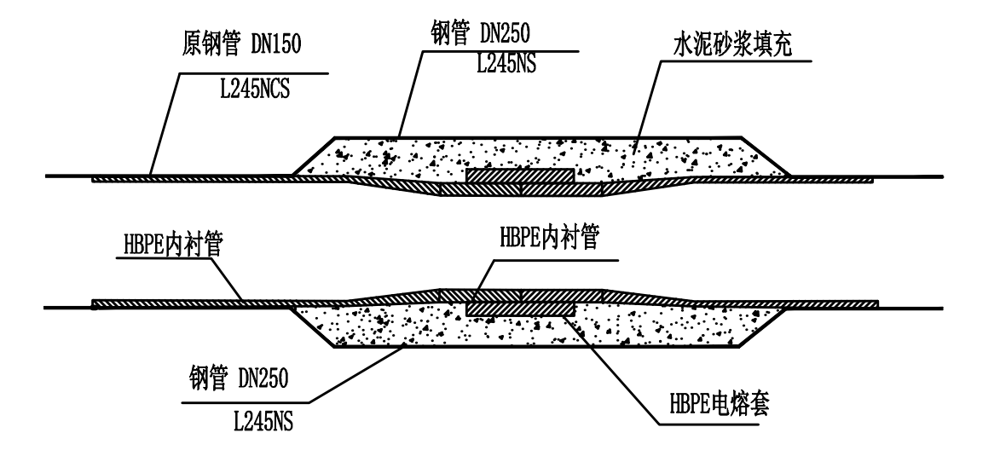 原钢管 DN150
L245NCS
钢管 DN250
L245NS
水泥砂浆填充
HBPE内衬管
HBPE内衬管
钢管 DN250
L245NS
HBPE电熔套